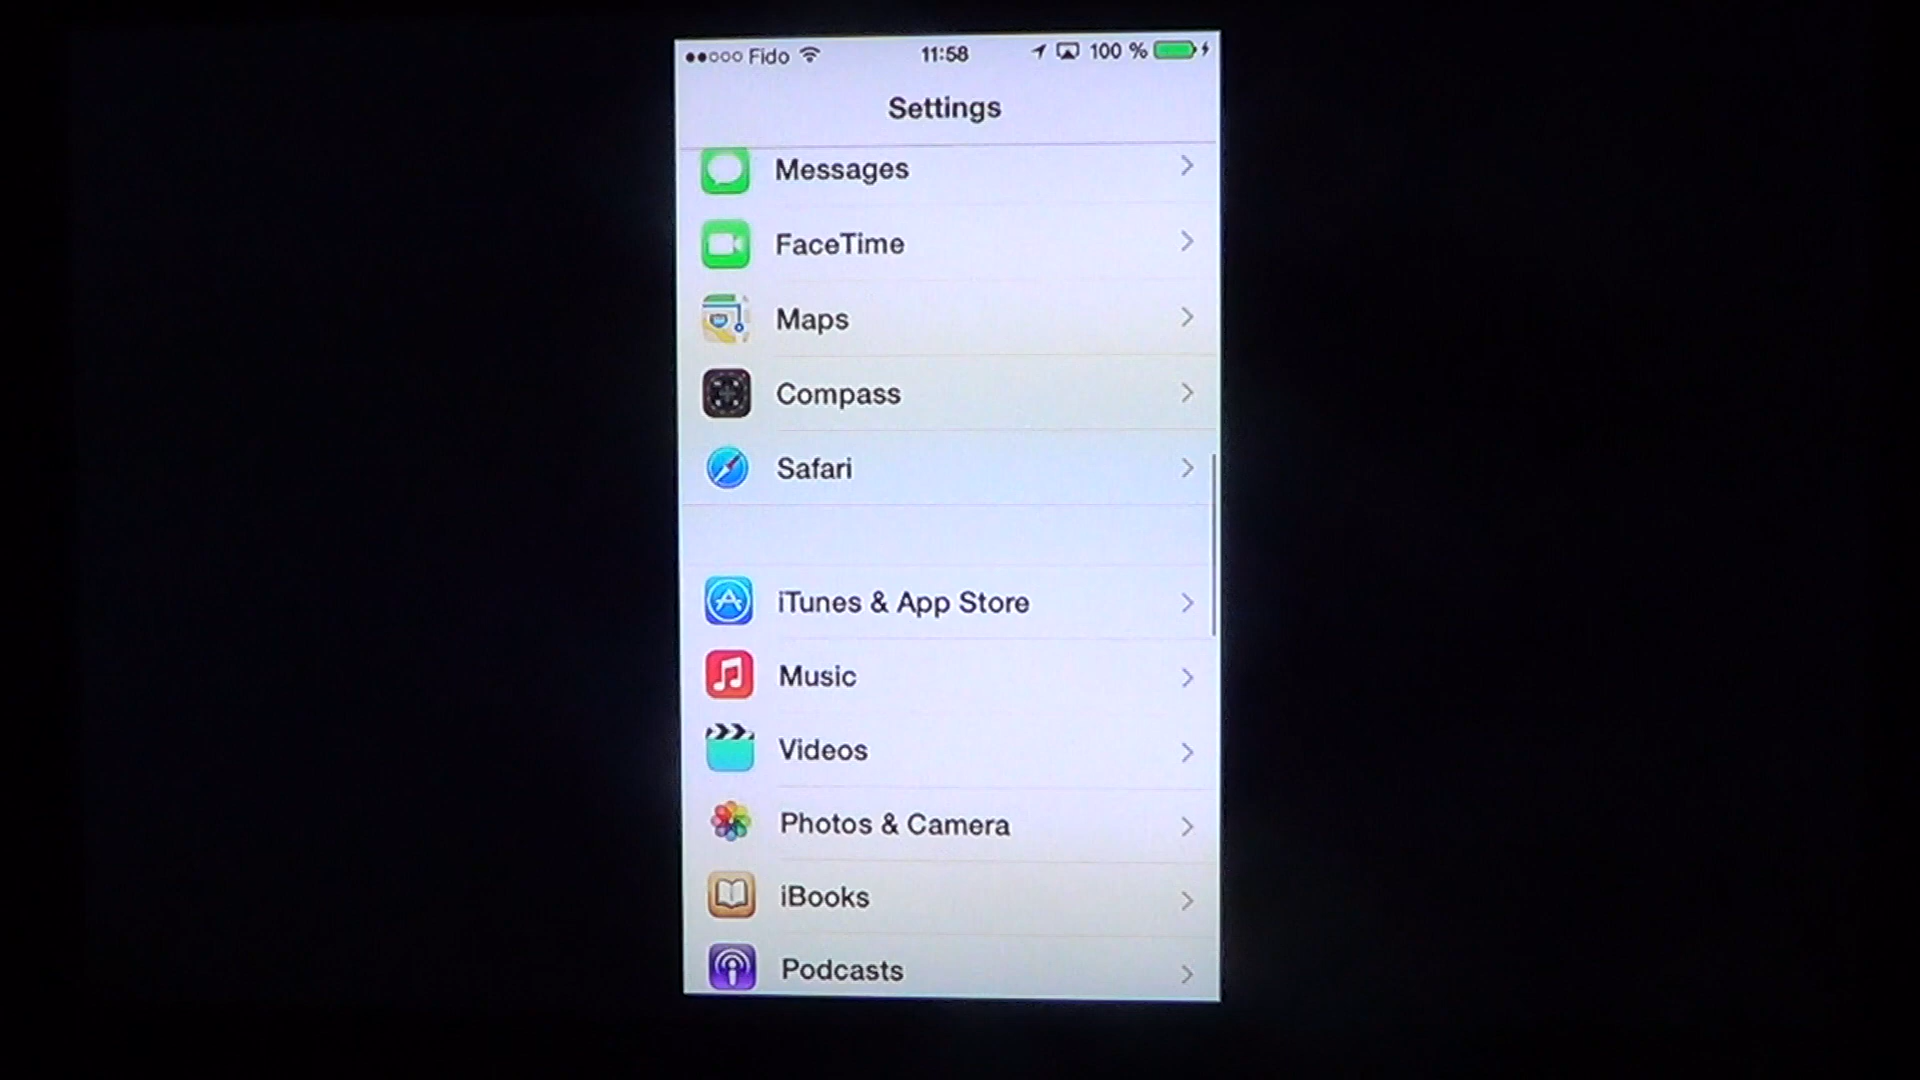 Fido 11:58 100 %
Settings
Messages
FaceTime
Maps
Compass
Safari
iTunes & App Store
Music
Videos
Photos & Camera
iBooks
Podcasts